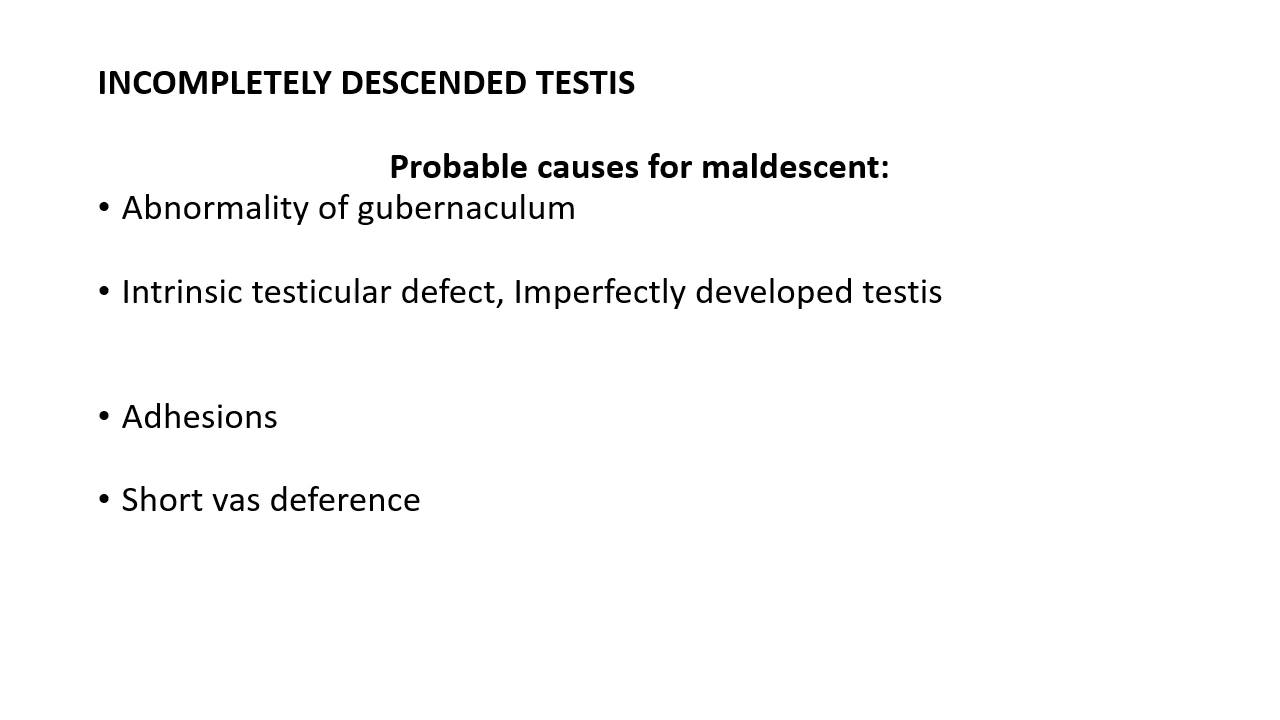 INCOMPLETELY DESCENDED TESTIS
Probable causes for maldescent:
• Abnormality of gubernaculum
• Intrinsic testicular defect, Imperfectly developed testis
• Adhesions
• Short vas deference